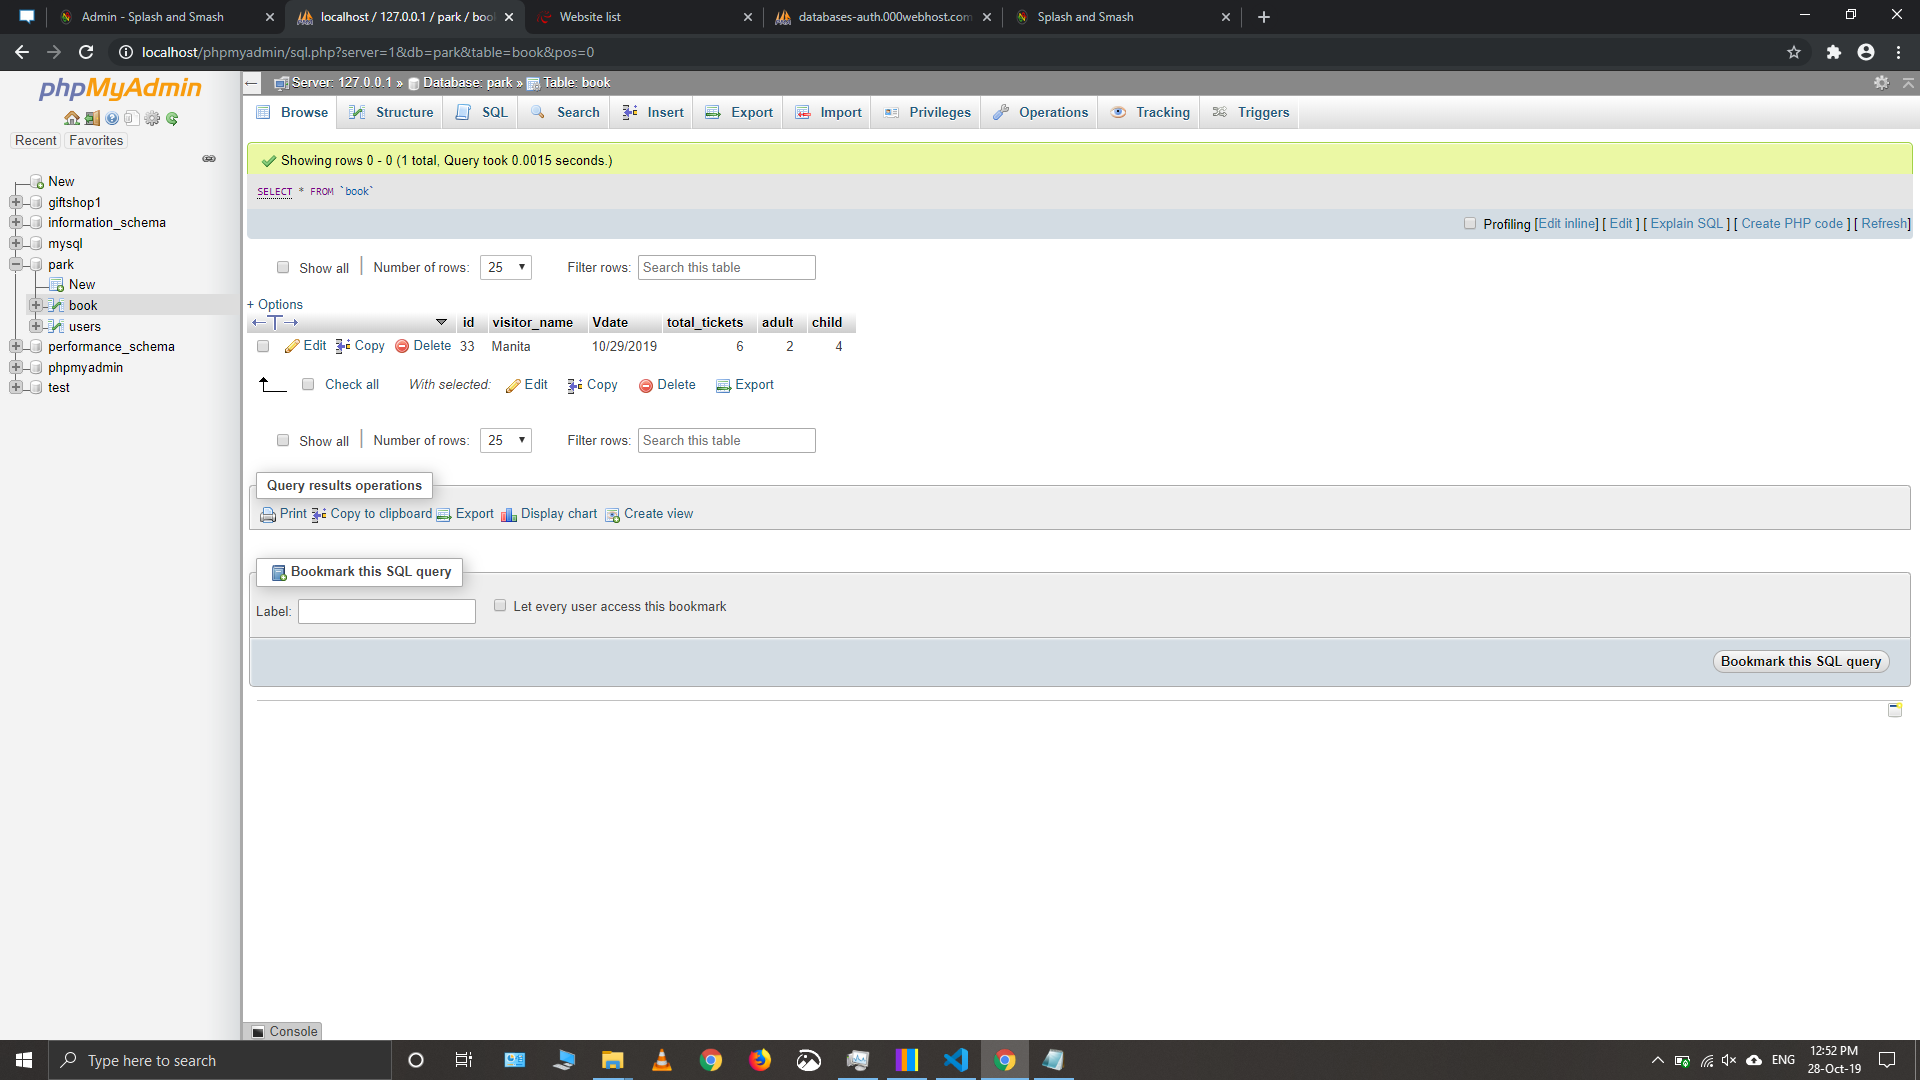 Admin - Splash and Smash
localhost / 127.0.0.1 / park / boo
Website list
databases-auth.000webhost.com
Splash and Smash
localhost/phpmyadmin/sql.php?server=1&db=park&table=book&pos=0
phpMyAdmin
Recent
Favorites
New
giftshop1
information_schema
mysql
park
New
book
users
performance_schema
phpmyadmin
test
Server: 127.0.0.1 » Database: park » Table: book
Browse
Structure
SQL
Search
Insert
Export
Import
Privileges
Operations
Tracking
Triggers
Showing rows 0 - 0 (1 total, Query took 0.0015 seconds.)
SELECT * FROM `book`
Profiling [Edit inline] [ Edit ] [ Explain SQL ] [ Create PHP code ] [ Refresh]
Show all | Number of rows: 25 Filter rows: Search this table
+ Options
←T→ id visitor_name Vdate total_tickets adult child
Edit Copy Delete 33 Manita 10/29/2019 6 2 4
Check all With selected: Edit Copy Delete Export
Show all | Number of rows: 25 Filter rows: Search this table
Query results operations
Print Copy to clipboard Export Display chart Create view
Bookmark this SQL query
Label: Let every user access this bookmark
Bookmark this SQL query
Console
Type here to search
ENG
12:52 PM
28-Oct-19